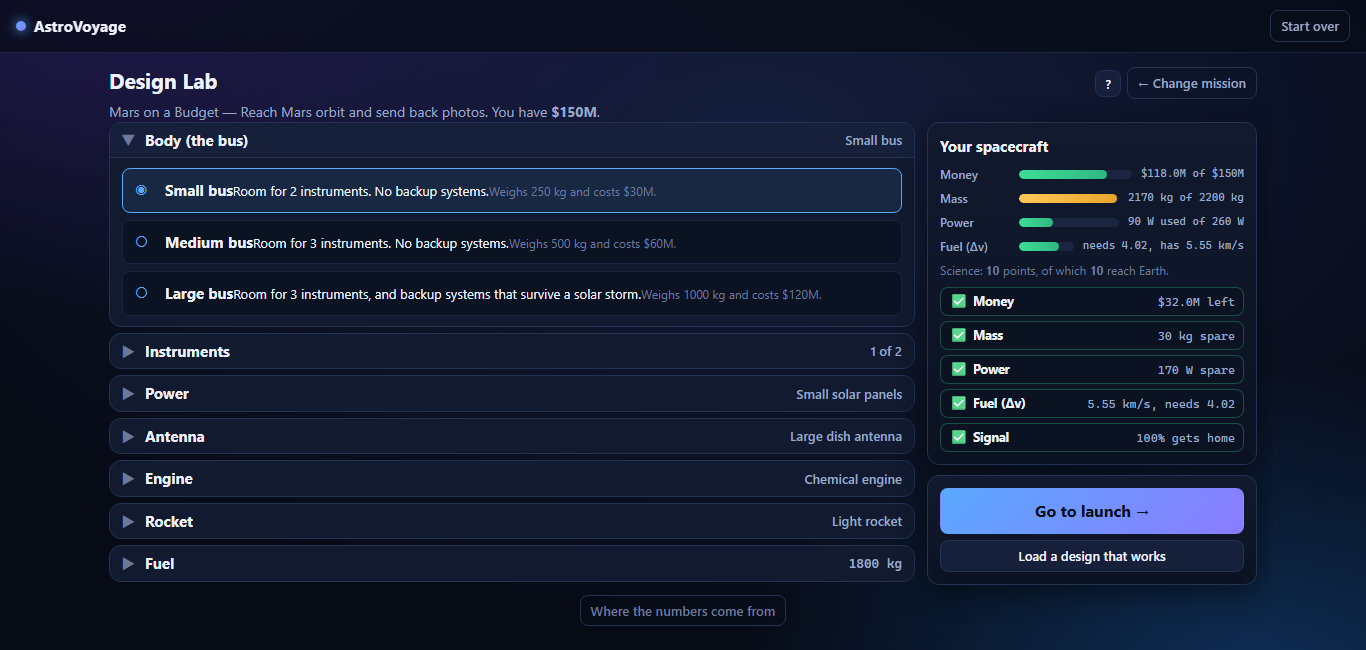 AstroVoyage
Start over
Design Lab
?
← Change mission
Mars on a Budget — Reach Mars orbit and send back photos. You have $150M.
▼ Body (the bus) Small bus
Small busRoom for 2 instruments. No backup systems.Weighs 250 kg and costs $30M.
Medium busRoom for 3 instruments. No backup systems.Weighs 500 kg and costs $60M.
Large busRoom for 3 instruments, and backup systems that survive a solar storm.Weighs 1000 kg and costs $120M.
▶ Instruments 1 of 2
▶ Power Small solar panels
▶ Antenna Large dish antenna
▶ Engine Chemical engine
▶ Rocket Light rocket
▶ Fuel 1800 kg
Your spacecraft
Money $118.0M of $150M
Mass 2170 kg of 2200 kg
Power 90 W used of 260 W
Fuel (Δv) needs 4.02, has 5.55 km/s
Science: 10 points, of which 10 reach Earth.
✅ Money $32.0M left
✅ Mass 30 kg spare
✅ Power 170 W spare
✅ Fuel (Δv) 5.55 km/s, needs 4.02
✅ Signal 100% gets home
Go to launch →
Load a design that works
Where the numbers come from